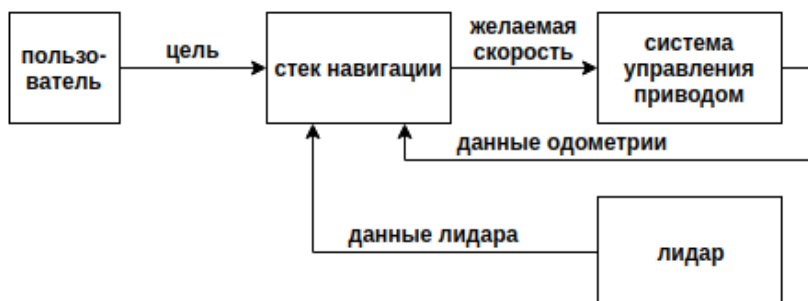 пользо-
ватель
цель
стек навигации
желаемая
скорость
система
управления
приводом
данные одометрии
данные лидара
лидар